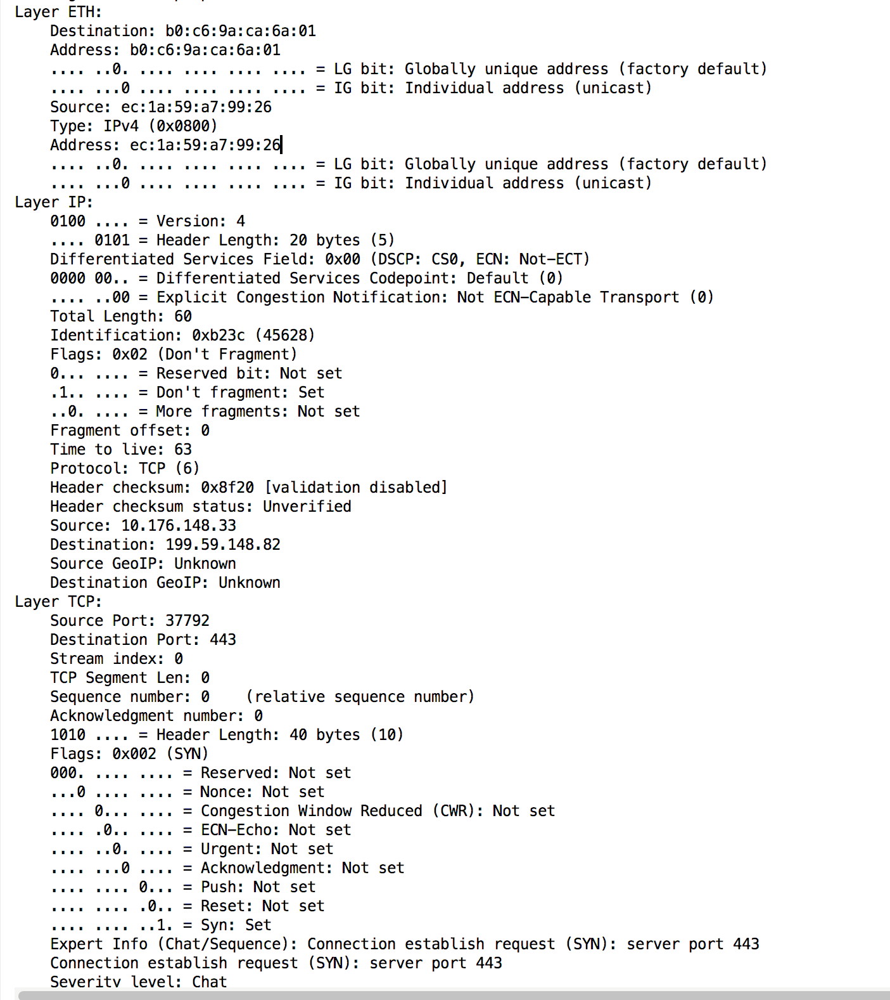 Layer ETH:
Destination: b0:c6:9a:ca:6a:01
Address: b0:c6:9a:ca:6a:01
.... ..0. .... .... .... .... = LG bit: Globally unique address (factory default)
.... ...0 .... .... .... .... = IG bit: Individual address (unicast)
Source: ec:1a:59:a7:99:26
Type: IPv4 (0x0800)
Address: ec:1a:59:a7:99:26
.... ..0. .... .... .... .... = LG bit: Globally unique address (factory default)
.... ...0 .... .... .... .... = IG bit: Individual address (unicast)
Layer IP:
0100 .... = Version: 4
.... 0101 = Header Length: 20 bytes (5)
Differentiated Services Field: 0x00 (DSCP: CS0, ECN: Not-ECT)
0000 00.. = Differentiated Services Codepoint: Default (0)
.... ..00 = Explicit Congestion Notification: Not ECN-Capable Transport (0)
Total Length: 60
Identification: 0xb23c (45628)
Flags: 0x02 (Don't Fragment)
0... .... = Reserved bit: Not set
.1.. .... = Don't fragment: Set
..0. .... = More fragments: Not set
Fragment offset: 0
Time to live: 63
Protocol: TCP (6)
Header checksum: 0x8f20 [validation disabled]
Header checksum status: Unverified
Source: 10.176.148.33
Destination: 199.59.148.82
Source GeoIP: Unknown
Destination GeoIP: Unknown
Layer TCP:
Source Port: 37792
Destination Port: 443
Stream index: 0
TCP Segment Len: 0
Sequence number: 0    (relative sequence number)
Acknowledgment number: 0
1010 .... = Header Length: 40 bytes (10)
Flags: 0x002 (SYN)
000. .... .... = Reserved: Not set
...0 .... .... = Nonce: Not set
.... 0... .... = Congestion Window Reduced (CWR): Not set
.... .0.. .... = ECN-Echo: Not set
.... ..0. .... = Urgent: Not set
.... ...0 .... = Acknowledgment: Not set
.... .... 0... = Push: Not set
.... .... .0.. = Reset: Not set
.... .... ..1. = Syn: Set
Expert Info (Chat/Sequence): Connection establish request (SYN): server port 443
Connection establish request (SYN): server port 443
Severity level: Chat